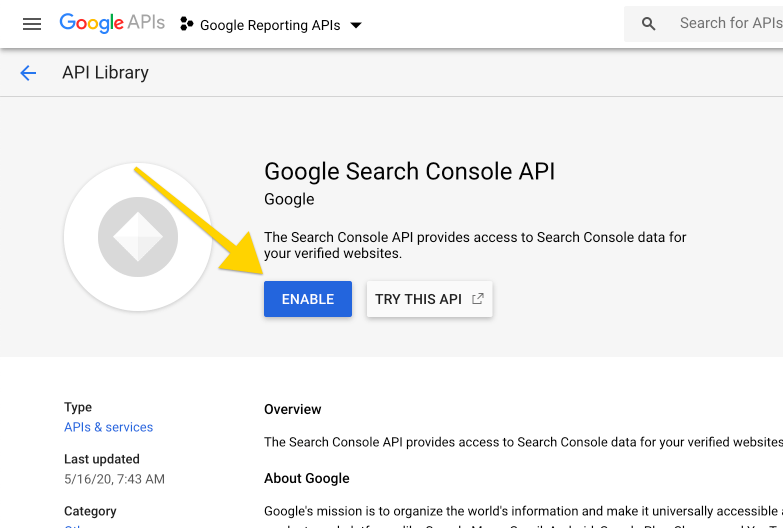 Google APIs Google Reporting APIs Search for APIs
API Library
Google Search Console API
Google
The Search Console API provides access to Search Console data for
your verified websites.
ENABLE TRY THIS API
Type
APIs & services
Last updated
5/16/20, 7:43 AM
Category
Overview
The Search Console API provides access to Search Console data for your verified websites
About Google
Google's mission is to organize the world's information and make it universally accessible